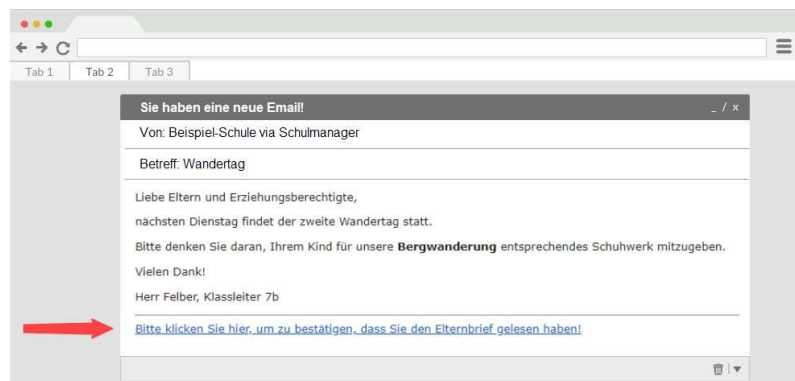 Tab 1 Tab 2 Tab 3
Sie haben eine neue Email! _ / x
Von: Beispiel-Schule via Schulmanager
Betreff: Wandertag
Liebe Eltern und Erziehungsberechtigte,
nächsten Dienstag findet der zweite Wandertag statt.
Bitte denken Sie daran, Ihrem Kind für unsere Bergwanderung entsprechendes Schuhwerk mitzugeben.
Vielen Dank!
Herr Felber, Klassleiter 7b
Bitte klicken Sie hier, um zu bestätigen, dass Sie den Elternbrief gelesen haben!